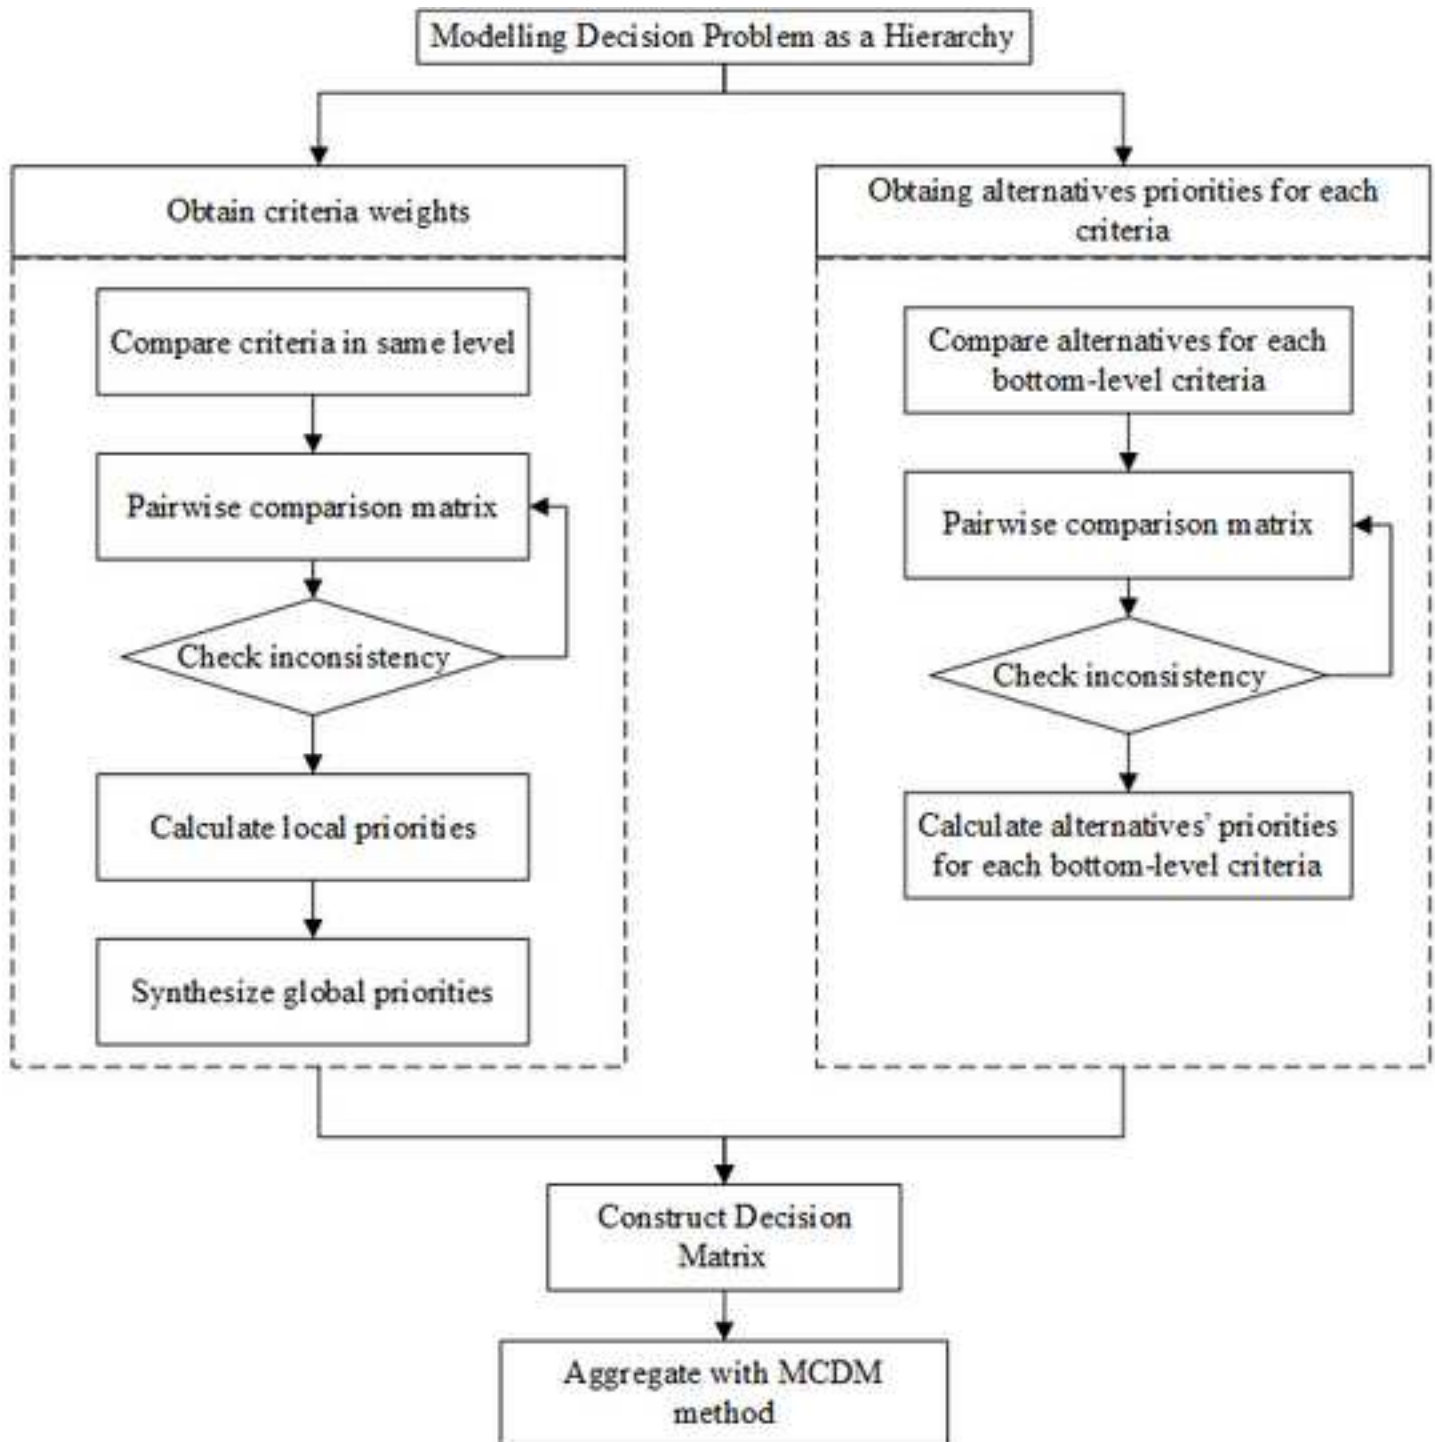 Modelling Decision Problem as a Hierarchy
Obtain criteria weights
Compare criteria in same level
Pairwise comparison matrix
Check inconsistency
Calculate local priorities
Synthesize global priorities
Obtaing alternatives priorities for each
criteria
Compare alternatives for each
bottom-level criteria
Pairwise comparison matrix
Check inconsistency
Calculate alternatives’ priorities
for each bottom-level criteria
Construct Decision
Matrix
Aggregate with MCDM
method